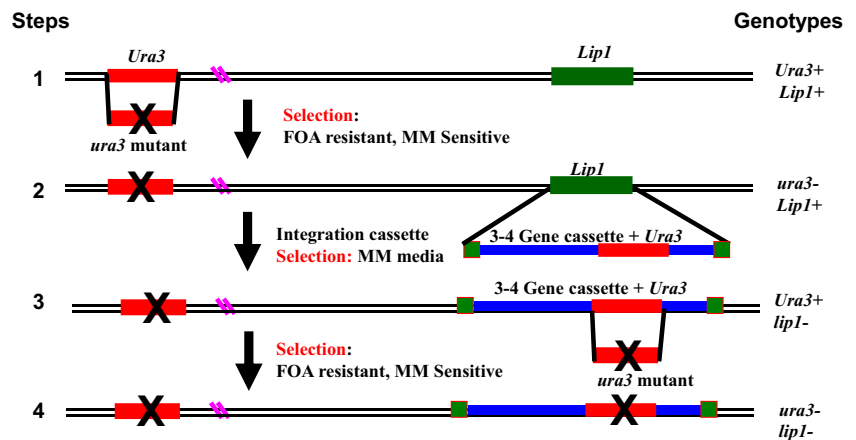 Steps
Genotypes
Ura3
Lip1
1
Ura3+
Lip1+
X
ura3 mutant
Selection:
FOA resistant, MM Sensitive
2
X
Lip1
ura3-
Lip1+
Integration cassette
Selection: MM media
3-4 Gene cassette + Ura3
3
X
3-4 Gene cassette + Ura3
Ura3+
lip1-
Selection:
FOA resistant, MM Sensitive
X
ura3 mutant
4
X
X
ura3-
lip1-